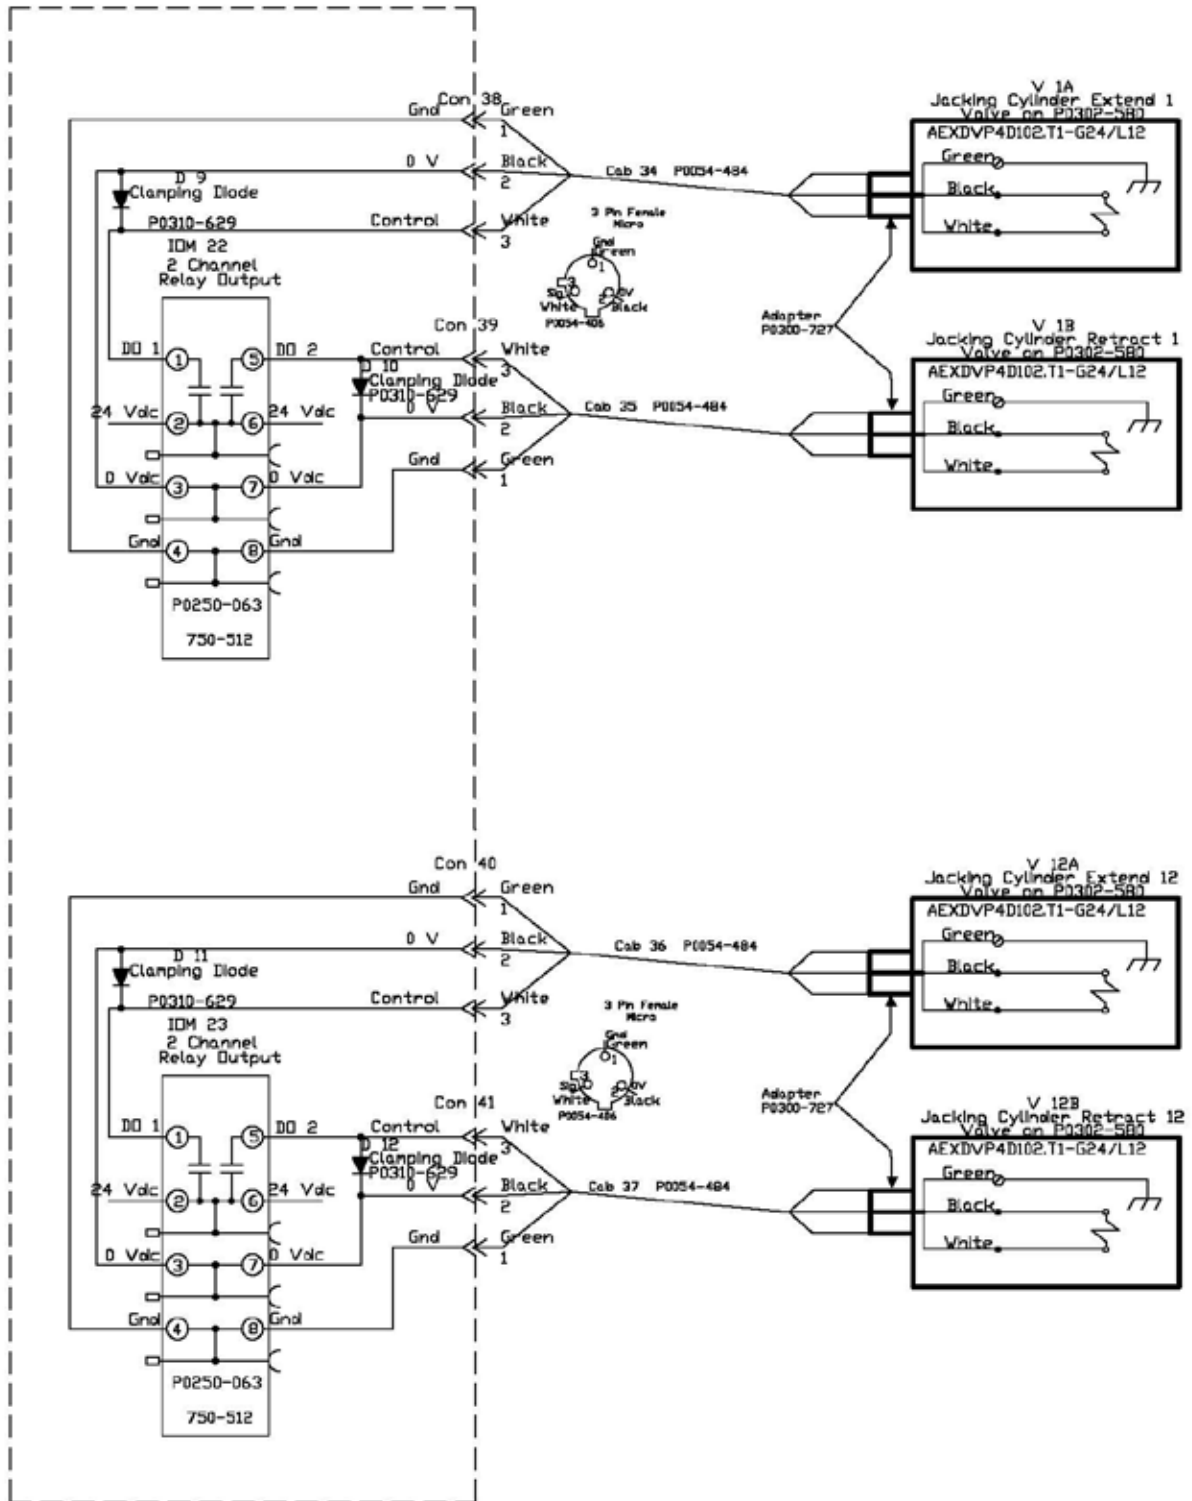 V 1A
Jacking Cylinder Extend 1
Valve on P0302-580
AEXDVP4D102.T1-G24/L12
Green
Black
White
Con 38
Gnd Green
1
0 V Black
2
Control White
3
Cab 34 P0054-484
D 9
Clamping Diode
P0310-629
IOM 22
2 Channel
Relay Output
3 Pin Female
Micro
Gnd
Green
1
3
Sig
White
2
0V
Black
P0054-486
Adapter
P0300-727
V 1B
Jacking Cylinder Retract 1
Valve on P0302-580
AEXDVP4D102.T1-G24/L12
Green
Black
White
Con 39
DO 1 1 5 DO 2 Control White
3
D 10
Clamping Diode
P0310-629
24 Vdc 2 6 24 Vdc 0 V Black
2
Cab 35 P0054-484
Gnd Green
1
0 Vdc 3 7 0 Vdc
Gnd 4 8 Gnd
P0250-063
750-512
V 12A
Jacking Cylinder Extend 12
Valve on P0302-580
AEXDVP4D102.T1-G24/L12
Green
Black
White
Con 40
Gnd Green
1
0 V Black
2
Control White
3
Cab 36 P0054-484
D 11
Clamping Diode
P0310-629
IOM 23
2 Channel
Relay Output
3 Pin Female
Micro
Gnd
Green
1
3
Sig
White
2
0V
Black
P0054-486
Adapter
P0300-727
V 12B
Jacking Cylinder Retract 12
Valve on P0302-580
AEXDVP4D102.T1-G24/L12
Green
Black
White
Con 41
DO 1 1 5 DO 2 Control White
3
D 12
Clamping Diode
P0310-629
24 Vdc 2 6 24 Vdc 0 V Black
2
Cab 37 P0054-484
Gnd Green
1
0 Vdc 3 7 0 Vdc
Gnd 4 8 Gnd
P0250-063
750-512